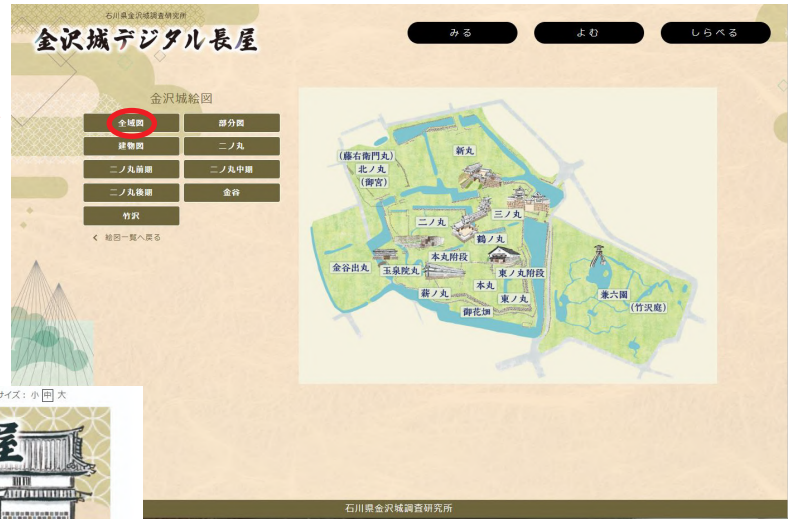 石川県金沢城調査研究所
金沢城デジタル長屋
みる
よむ
しらべる
金沢城絵図
全域図
部分図
建物図
二ノ丸
二ノ丸前期
二ノ丸中期
二ノ丸後期
金谷
竹沢
< 絵図一覧へ戻る
(藤右衛門丸)
北ノ丸
(御宮)
新丸
三ノ丸
二ノ丸
鶴ノ丸
本丸附段
東ノ丸附段
金谷出丸
玉泉院丸
本丸
薪ノ丸
東ノ丸
御花畑
兼六園
(竹沢庭)
サイズ: 小 中 大
屋
石川県金沢城調査研究所